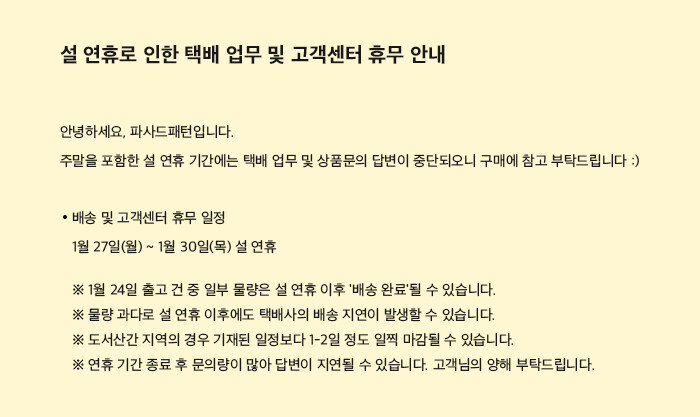 설 연휴로 인한 택배 업무 및 고객센터 휴무 안내
안녕하세요, 파사드패턴입니다.
주말을 포함한 설 연휴 기간에는 택배 업무 및 상품문의 답변이 중단되오니 구매에 참고 부탁드립니다 :)
• 배송 및 고객센터 휴무 일정
1월 27일(월) ~ 1월 30일(목) 설 연휴
※ 1월 24일 출고 건 중 일부 물량은 설 연휴 이후 '배송 완료'될 수 있습니다.
※ 물량 과다로 설 연휴 이후에도 택배사의 배송 지연이 발생할 수 있습니다.
※ 도서산간 지역의 경우 기재된 일정보다 1-2일 정도 일찍 마감될 수 있습니다.
※ 연휴 기간 종료 후 문의량이 많아 답변이 지연될 수 있습니다. 고객님의 양해 부탁드립니다.